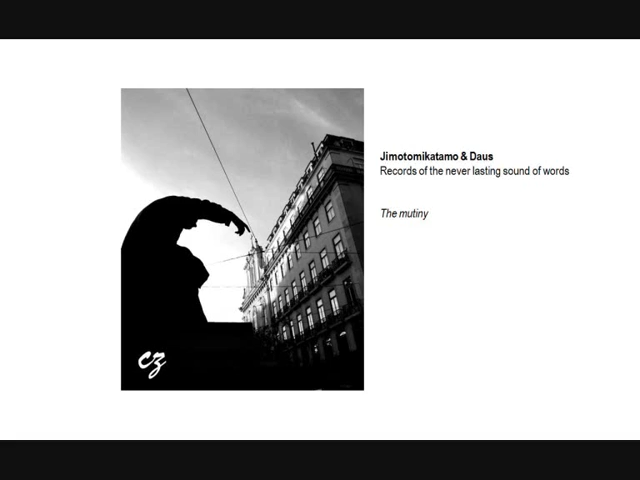 Jimotomikatamo & Daus
Records of the never lasting sound of words
The mutiny
cz